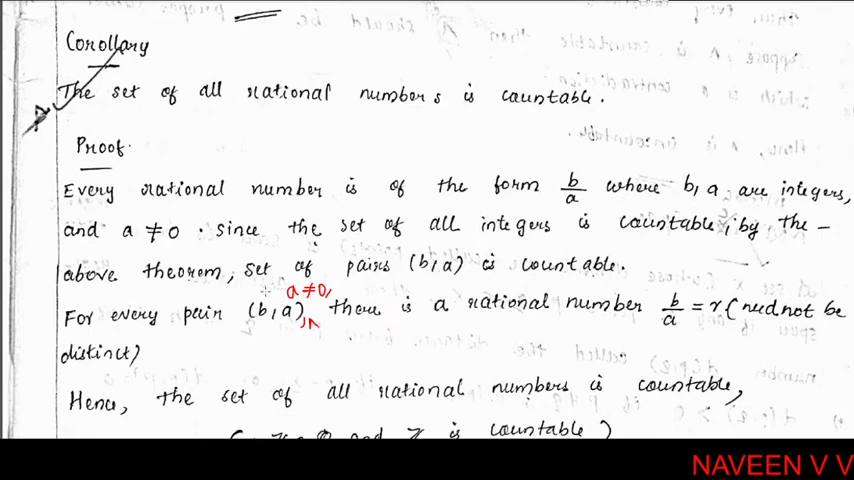 Corollary
The set of all rational numbers is countable.
Proof.
Every rational number is of the form b/a where b, a are integers,
and a ≠ 0. since the set of all integers is countable, by the -
above theorem, set of pairs (b, a) is countable.
a ≠ 0,
For every pair (b, a), there is a rational number b/a = r (need not be
distinct)
Hence, the set of all rational numbers is countable,
and is countable)
NAVEEN V V